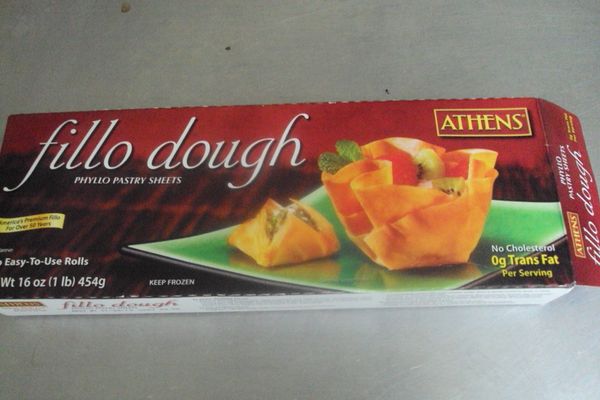 ATHENS
fillo dough
PHYLLO PASTRY SHEETS
America's Premium Fillo
For Over 50 Years
Easy-To-Use Rolls
Wt 16 oz (1 lb) 454g
KEEP FROZEN
No Cholesterol
0g Trans Fat
Per Serving
ATHENS
fillo dough
ATHENS
PHYLLO
PASTRY SHEETS
fillo dough